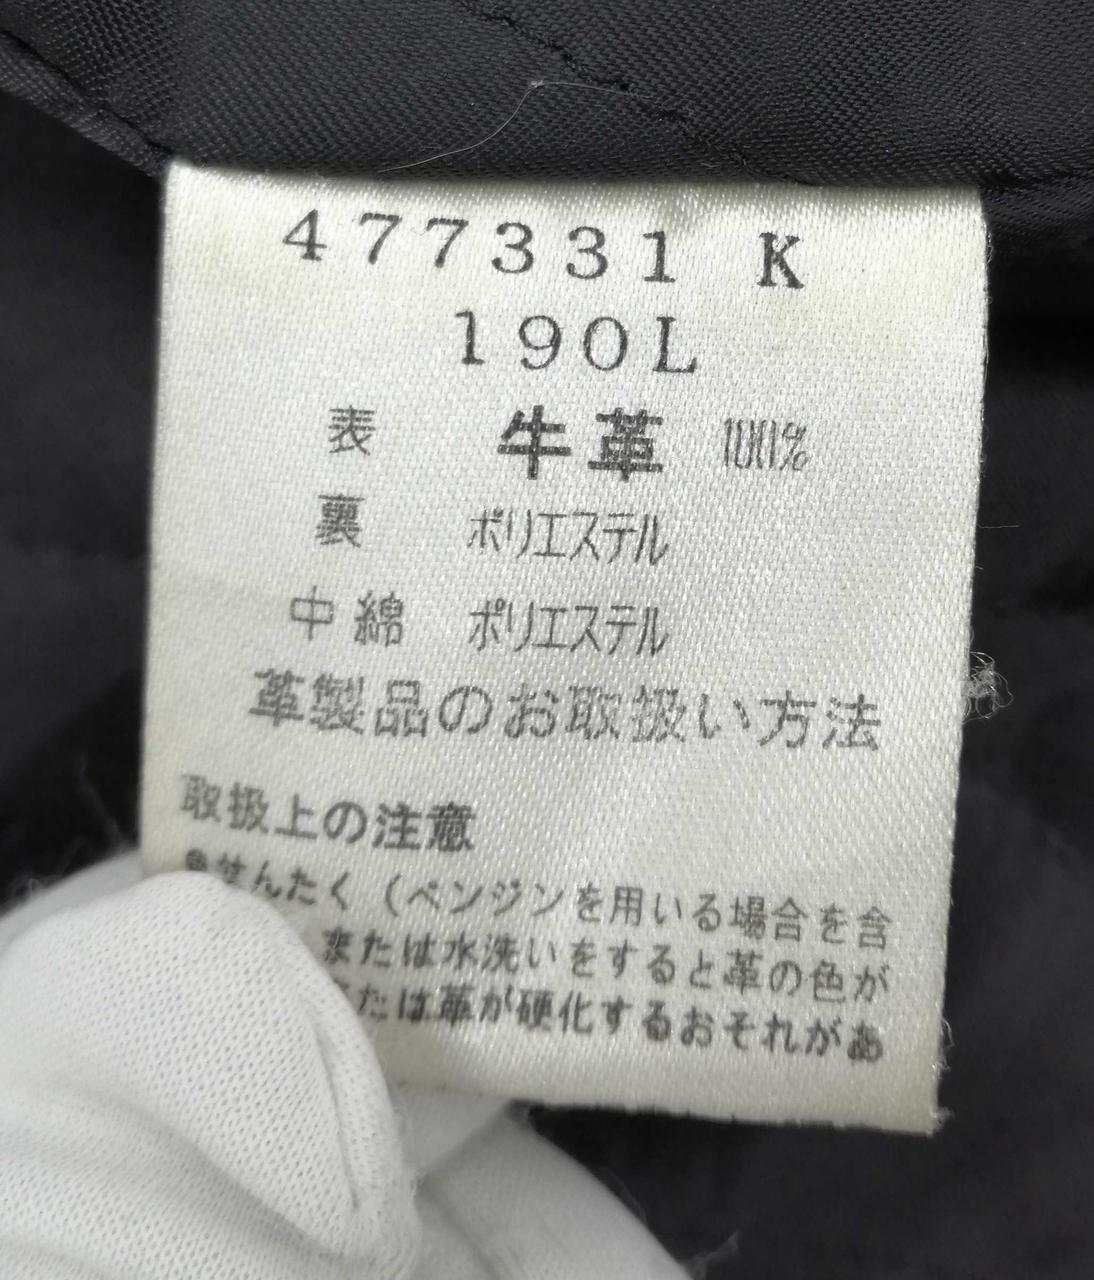 477331 K
190L
表 牛革 100%
裏 ポリエステル
中綿 ポリエステル
革製品のお取扱い方法
取扱上の注意
●せんたく（ベンジンを用いる場合を含
または水洗いをすると革の色が
たは革が硬化するおそれがあ